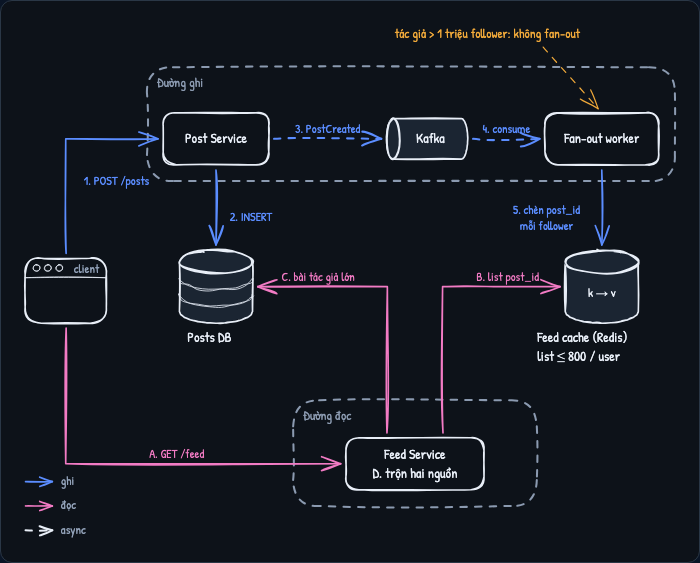 tác giả > 1 triệu follower: không fan-out
Đường ghi
Post Service
3. PostCreated
Kafka
4. consume
Fan-out worker
1. POST /posts
2. INSERT
5. chèn post_id
mỗi follower
client
C. bài tác giả lớn
B. list post_id
k → v
Posts DB
Feed cache (Redis)
list ≤ 800 / user
Đường đọc
A. GET /feed
Feed Service
D. trộn hai nguồn
ghi
đọc
async